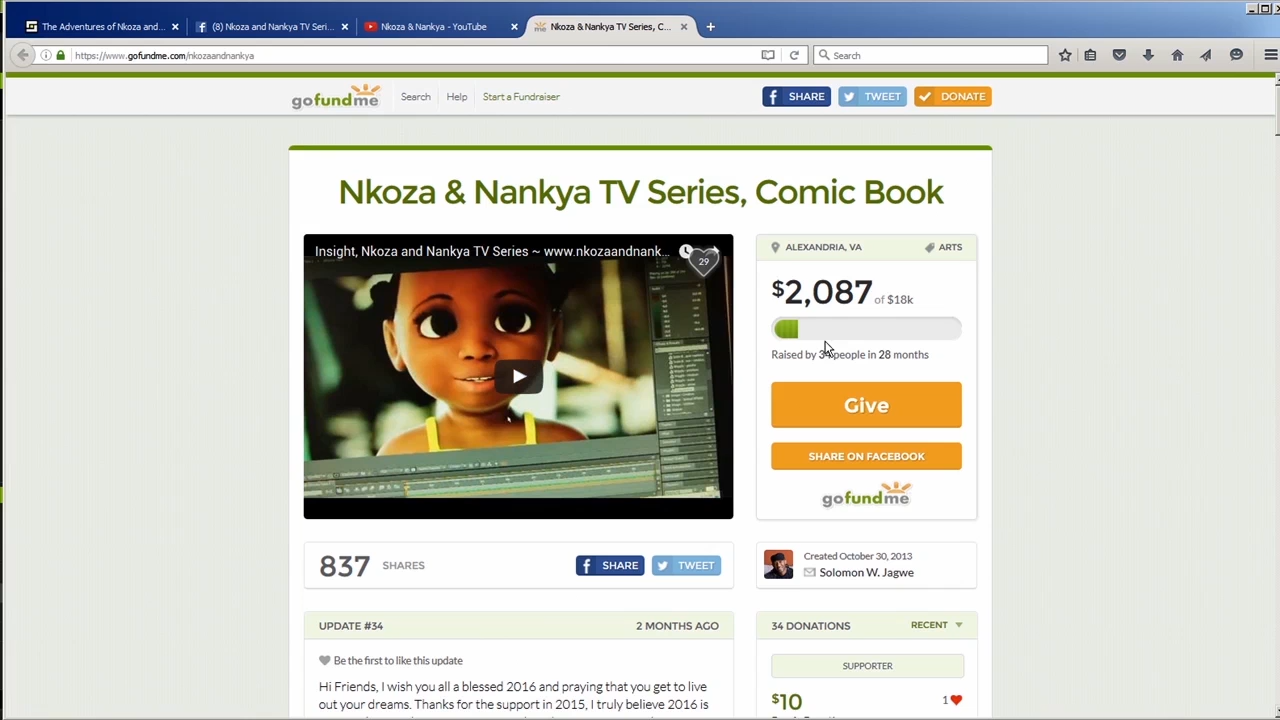 The Adventures of Nkoza and...
(8) Nkoza and Nankya TV Seri...
Nkoza & Nankya - YouTube
Nkoza & Nankya TV Series, C...
https://www.gofundme.com/nkozaandnankya
Search
gofundme
Search
Help
Start a Fundraiser
SHARE
TWEET
DONATE
Nkoza & Nankya TV Series, Comic Book
Insight, Nkoza and Nankya TV Series ~ www.nkozaandnank...
29
ALEXANDRIA, VA
ARTS
$2,087 of $18k
Raised by 34 people in 28 months
Give
SHARE ON FACEBOOK
gofundme
837 SHARES
SHARE
TWEET
Created October 30, 2013
Solomon W. Jagwe
UPDATE #34
2 MONTHS AGO
Be the first to like this update
Hi Friends, I wish you all a blessed 2016 and praying that you get to live
out your dreams. Thanks for the support in 2015, I truly believe 2016 is
34 DONATIONS
RECENT
SUPPORTER
$10
1